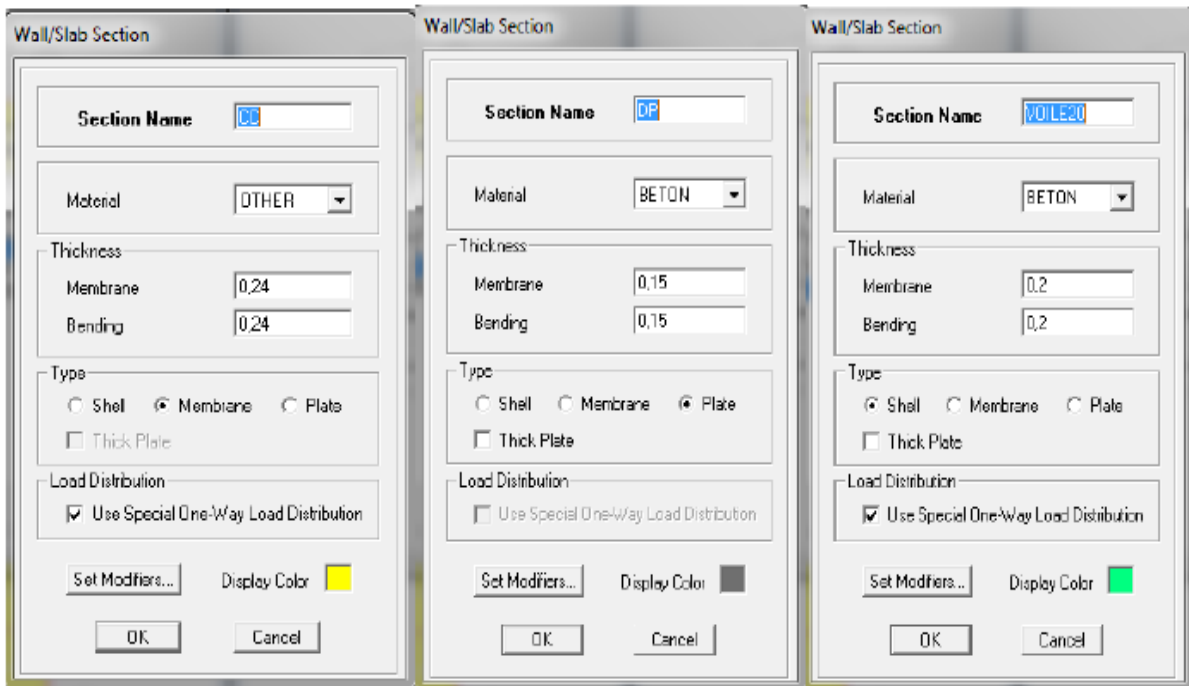 Wall/Slab Section
Section Name CC
Material OTHER
Thickness
Membrane 0,24
Bending 0,24
Type
Shell Membrane Plate
Thick Plate
Load Distribution
Use Special One-Way Load Distribution
Set Modifiers... Display Color
OK Cancel
Wall/Slab Section
Section Name DP
Material BETON
Thickness
Membrane 0,15
Bending 0,15
Type
Shell Membrane Plate
Thick Plate
Load Distribution
Use Special One-Way Load Distribution
Set Modifiers... Display Color
OK Cancel
Wall/Slab Section
Section Name VOILE20
Material BETON
Thickness
Membrane 0.2
Bending 0,2
Type
Shell Membrane Plate
Thick Plate
Load Distribution
Use Special One-Way Load Distribution
Set Modifiers... Display Color
OK Cancel